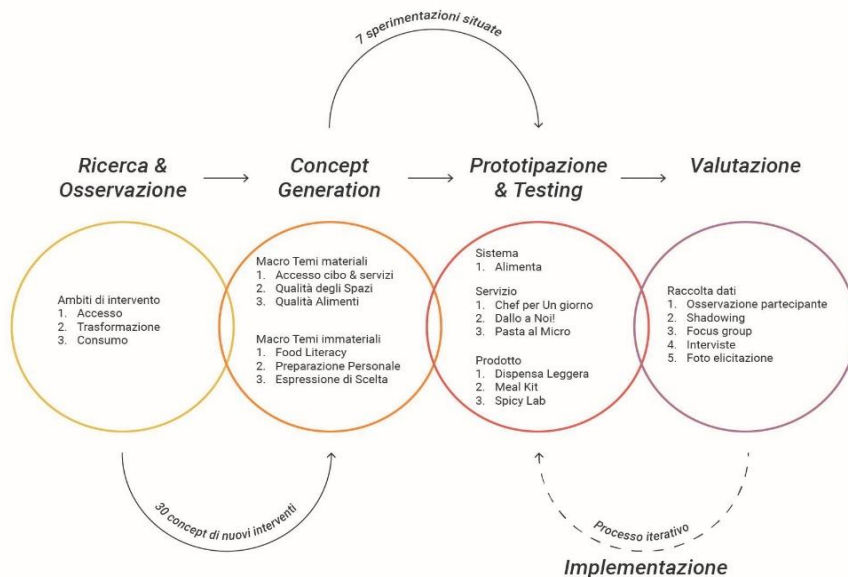 7 sperimentazioni situate
Ricerca &
Osservazione
Concept
Generation
Prototipazione
& Testing
Valutazione
Ambiti di intervento
1. Accesso
2. Trasformazione
3. Consumo
Macro Temi materiali
1. Accesso cibo & servizi
2. Qualità degli Spazi
3. Qualità Alimenti
Macro Temi immateriali
1. Food Literacy
2. Preparazione Personale
3. Espressione di Scelta
Sistema
1. Alimenta
Servizio
1. Chef per Un giorno
2. Dallo a Noi!
3. Pasta al Micro
Prodotto
1. Dispensa Leggera
2. Meal Kit
3. Spicy Lab
Raccolta dati
1. Osservazione partecipante
2. Shadowing
3. Focus group
4. Interviste
5. Foto elicitazione
30 concept di nuovi interventi
Processo iterativo
Implementazione